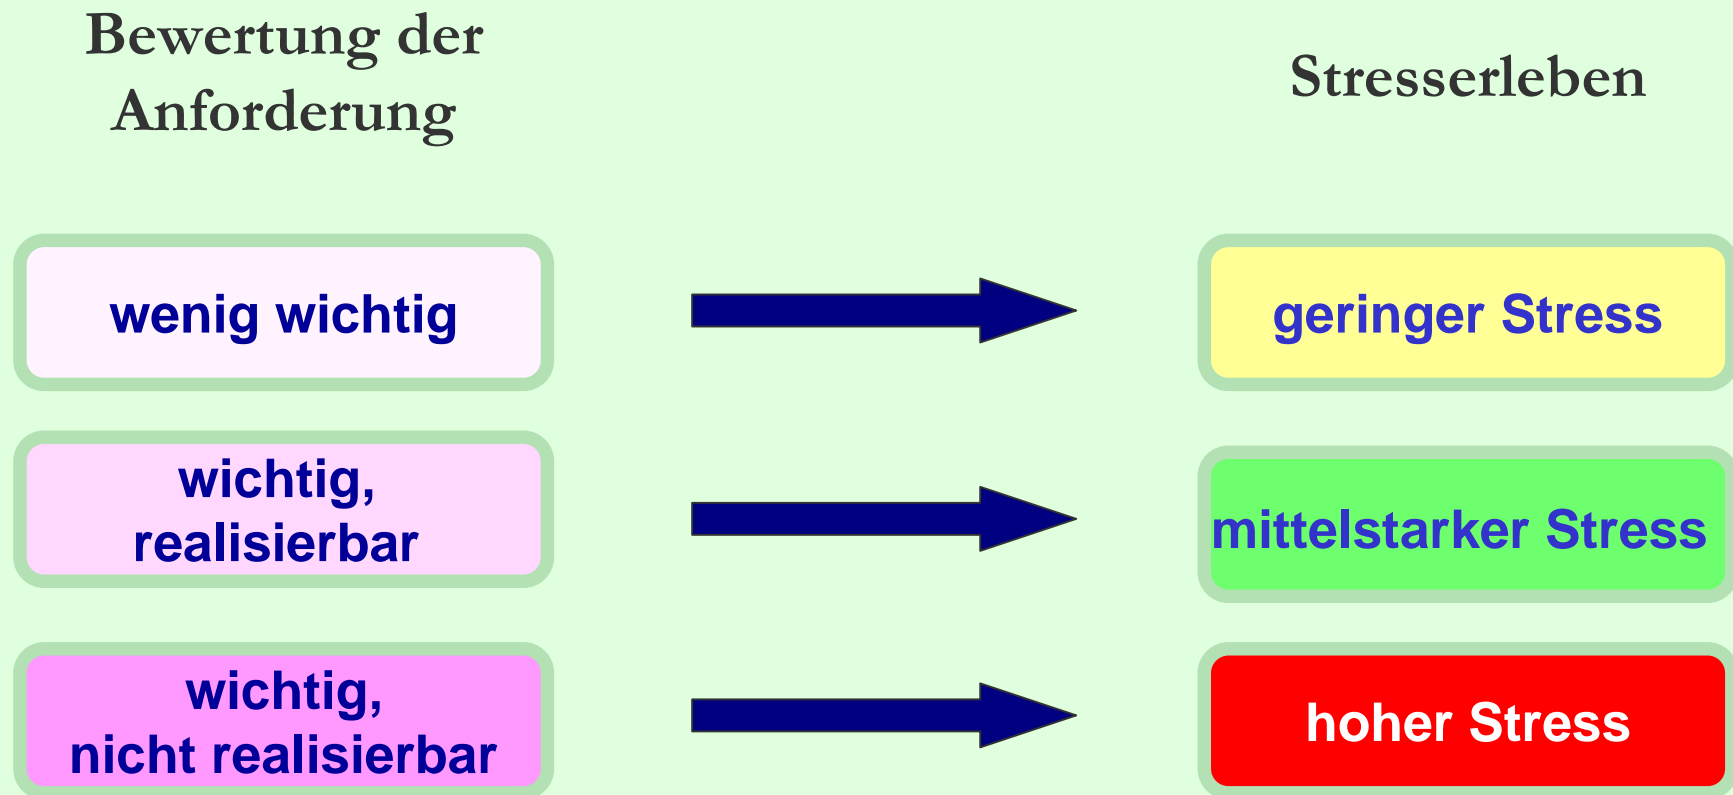 Bewertung der
Anforderung
Stresserleben
wenig wichtig
geringer Stress
wichtig,
realisierbar
mittelstarker Stress
wichtig,
nicht realisierbar
hoher Stress